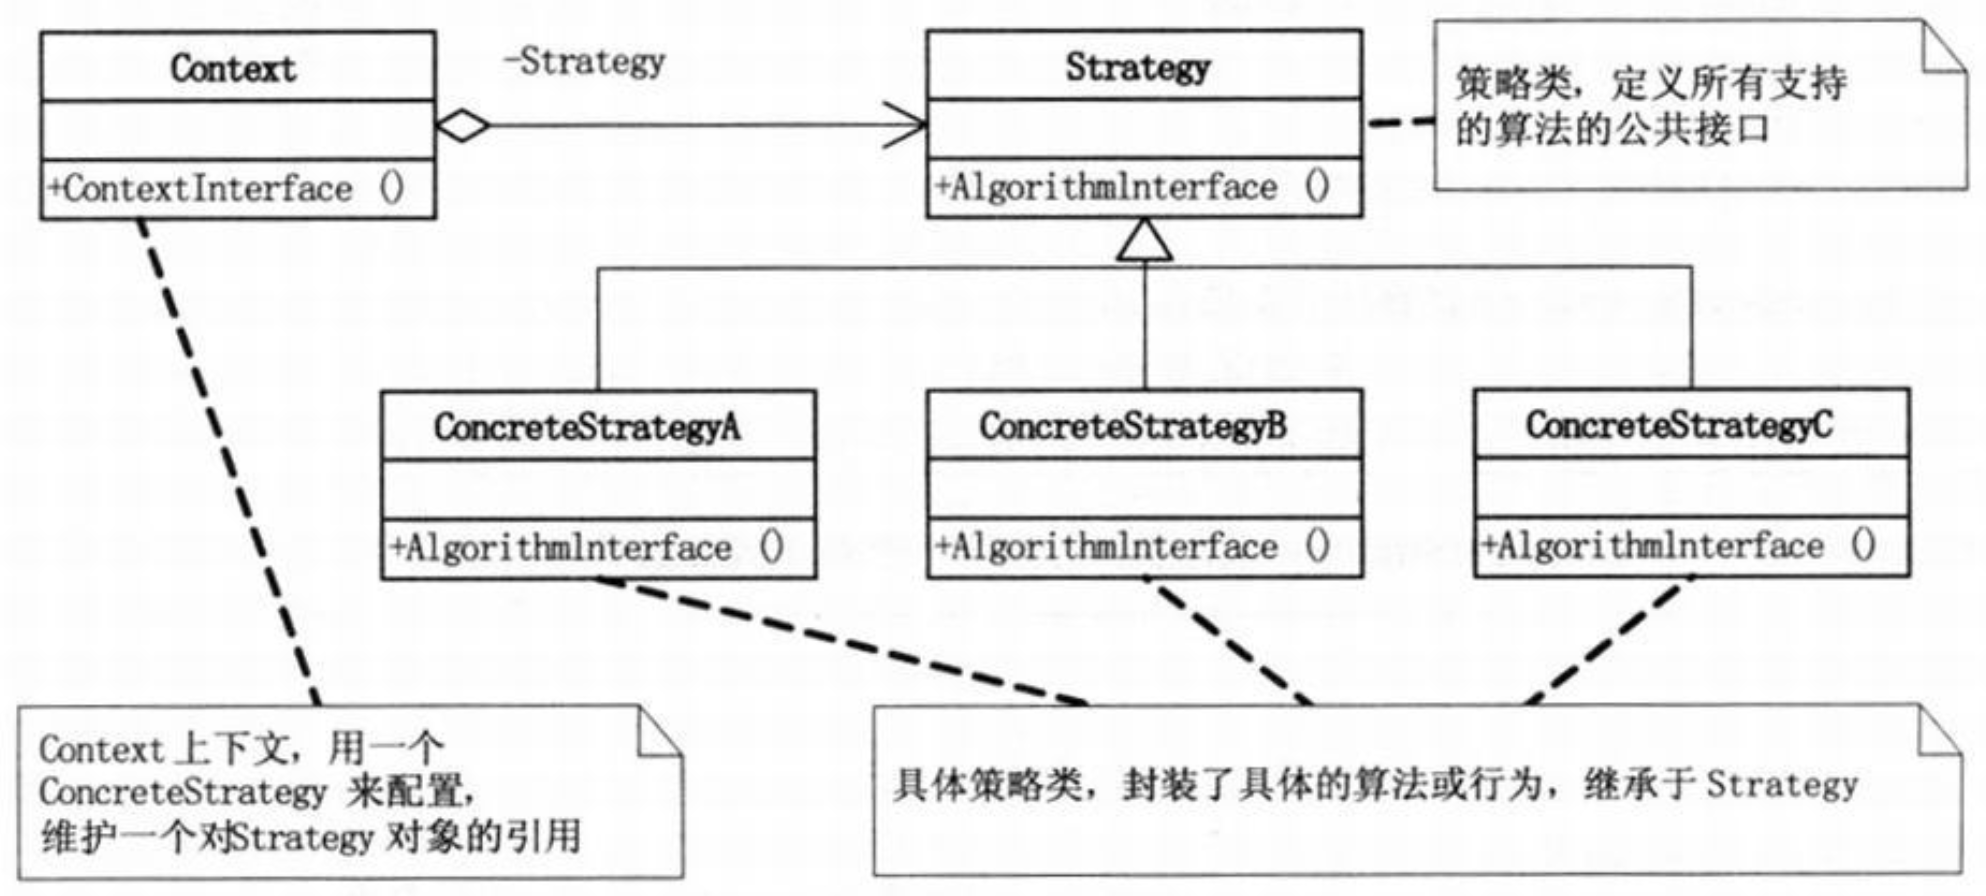 Context
+ContextInterface ()
-Strategy
Strategy
+AlgorithmInterface ()
策略类，定义所有支持
的算法的公共接口
ConcreteStrategyA
+AlgorithmInterface ()
ConcreteStrategyB
+AlgorithmInterface ()
ConcreteStrategyC
+AlgorithmInterface ()
Context 上下文，用一个
ConcreteStrategy 来配置，
维护一个对Strategy 对象的引用
具体策略类，封装了具体的算法或行为，继承于 Strategy